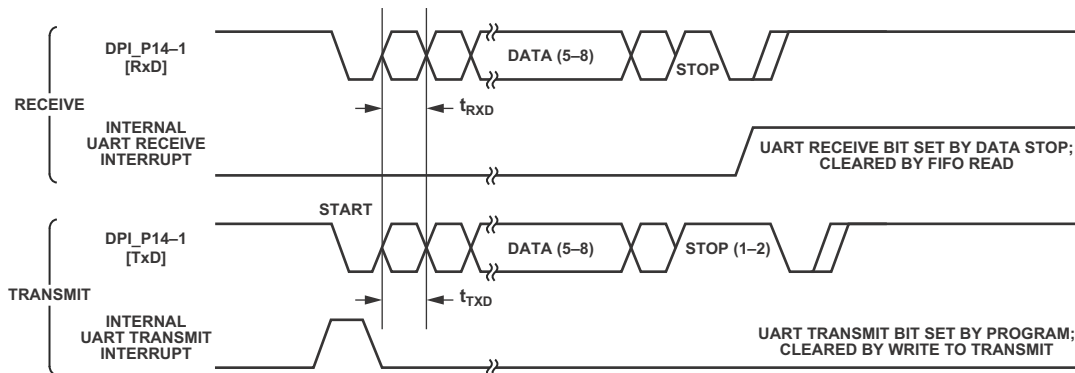 DPI_P14–1
[RxD]
DATA (5–8)
STOP
RECEIVE
tRXD
INTERNAL
UART RECEIVE
INTERRUPT
UART RECEIVE BIT SET BY DATA STOP;
CLEARED BY FIFO READ
START
DPI_P14–1
[TxD]
DATA (5–8)
STOP (1–2)
TRANSMIT
tTXD
INTERNAL
UART TRANSMIT
INTERRUPT
UART TRANSMIT BIT SET BY PROGRAM;
CLEARED BY WRITE TO TRANSMIT